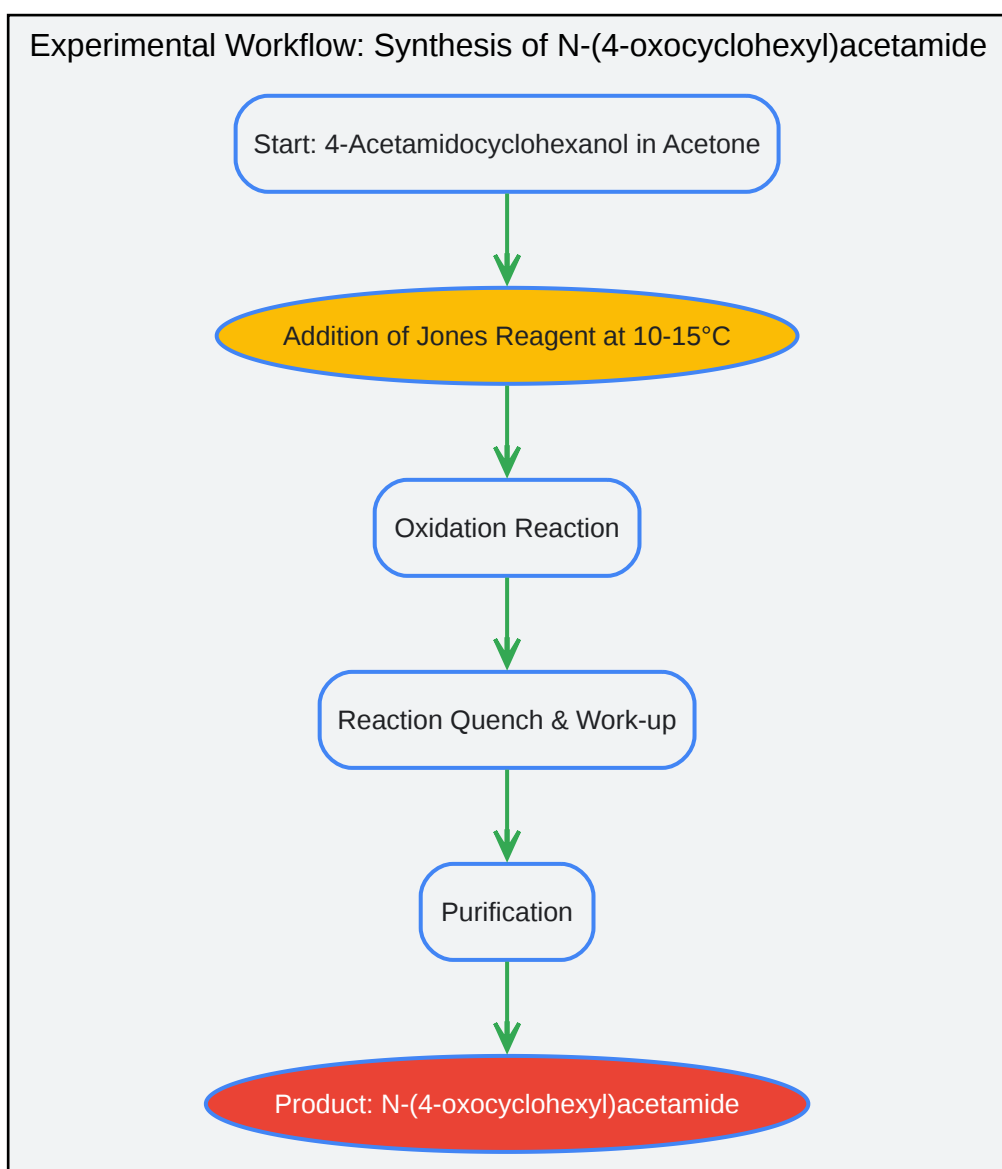 Experimental Workflow: Synthesis of N-(4-oxocyclohexyl)acetamide
Start: 4-Acetamidocyclohexanol in Acetone
Addition of Jones Reagent at 10-15°C
Oxidation Reaction
Reaction Quench & Work-up
Purification
Product: N-(4-oxocyclohexyl)acetamide